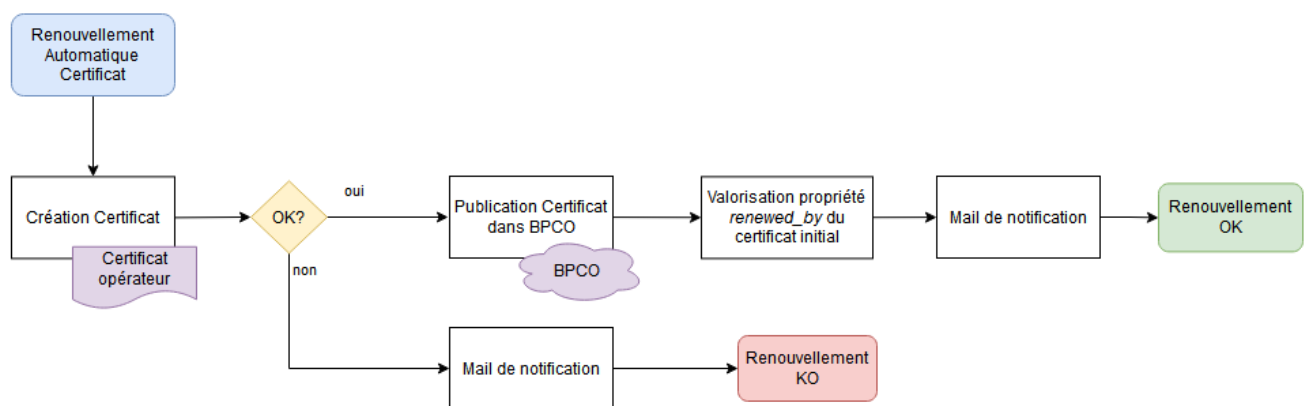 Renouvellement
Automatique
Certificat
Création Certificat
Certificat
opérateur
OK?
oui
non
Publication Certificat
dans BPCO
BPCO
Valorisation propriété
renewed_by du
certificat initial
Mail de notification
Renouvellement
OK
Mail de notification
Renouvellement
KO